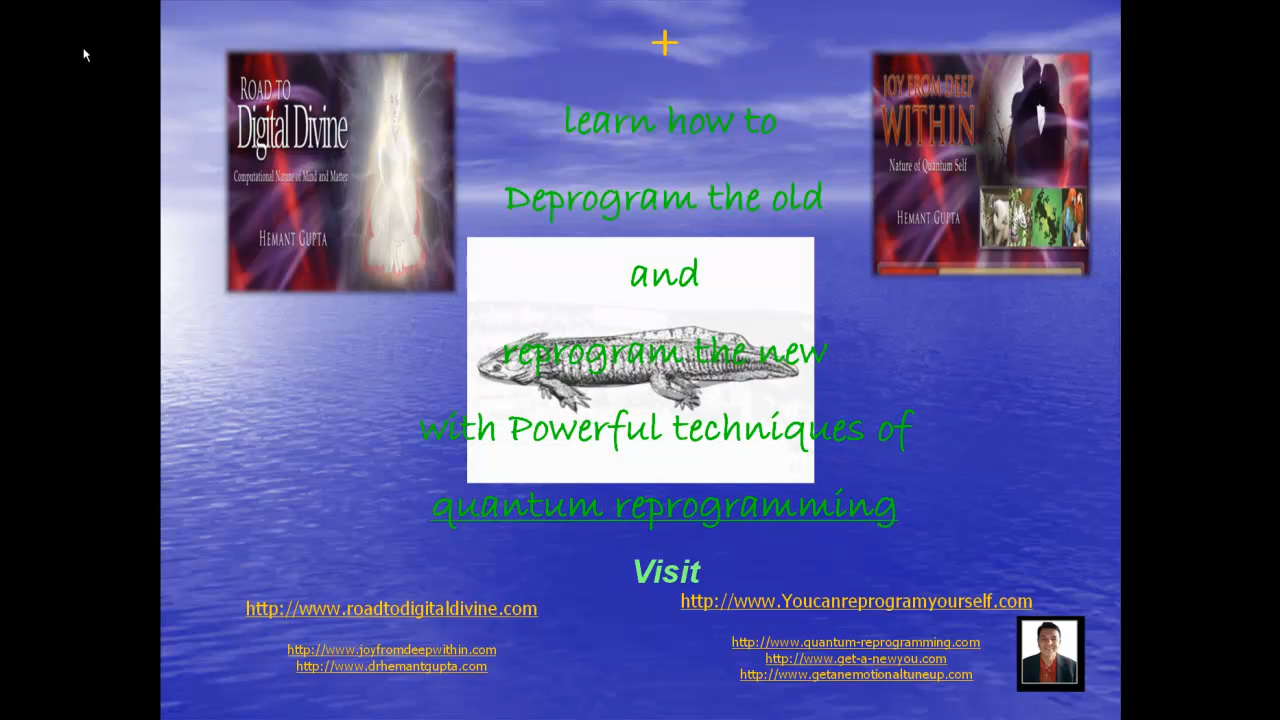 +
ROAD TO
Digital Divine
Computational Nature of Mind and Matter
HEMANT GUPTA
JOY FROM DEEP
WITHIN
Nature of Quantum Self
HEMANT GUPTA
learn how to
Deprogram the old
and
reprogram the new
with Powerful techniques of
quantum reprogramming
Visit
http://www.roadtodigitaldivine.com
http://www.joyfromdeepwithin.com
http://www.drhemantgupta.com
http://www.Youcanreprogramyourself.com
http://www.quantum-reprogramming.com
http://www.get-a-newyou.com
http://www.getanemotionaltuneup.com